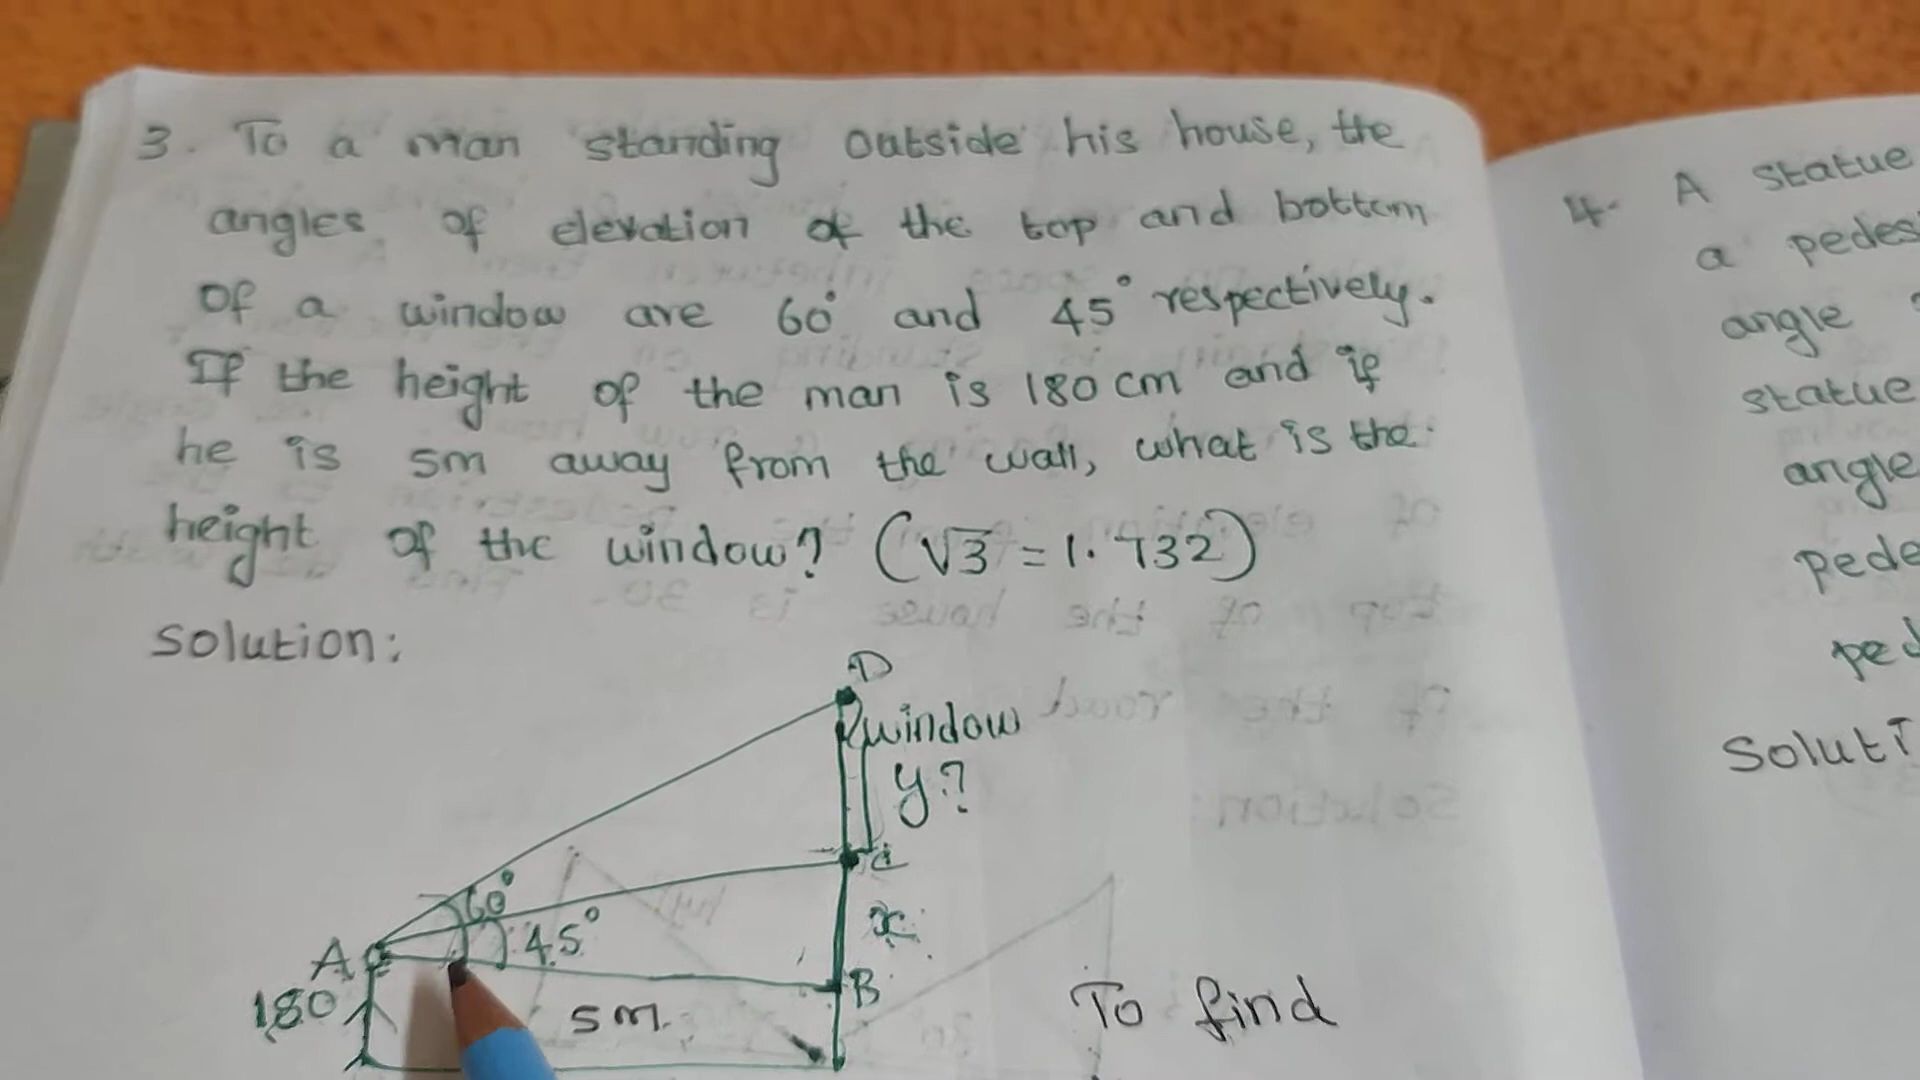 3. To a man standing outside his house, the
angles of elevation of the top and bottom
of a window are 60° and 45° respectively.
If the height of the man is 180 cm and if
he is 5m away from the wall, what is the
height of the window? (√3 = 1.732)
Solution:
D
window
y?
C
60°
45°
x
A
B
180
5m
To find
4. A statue
a pedes
angle
statue
angle
pede
ped
Soluti